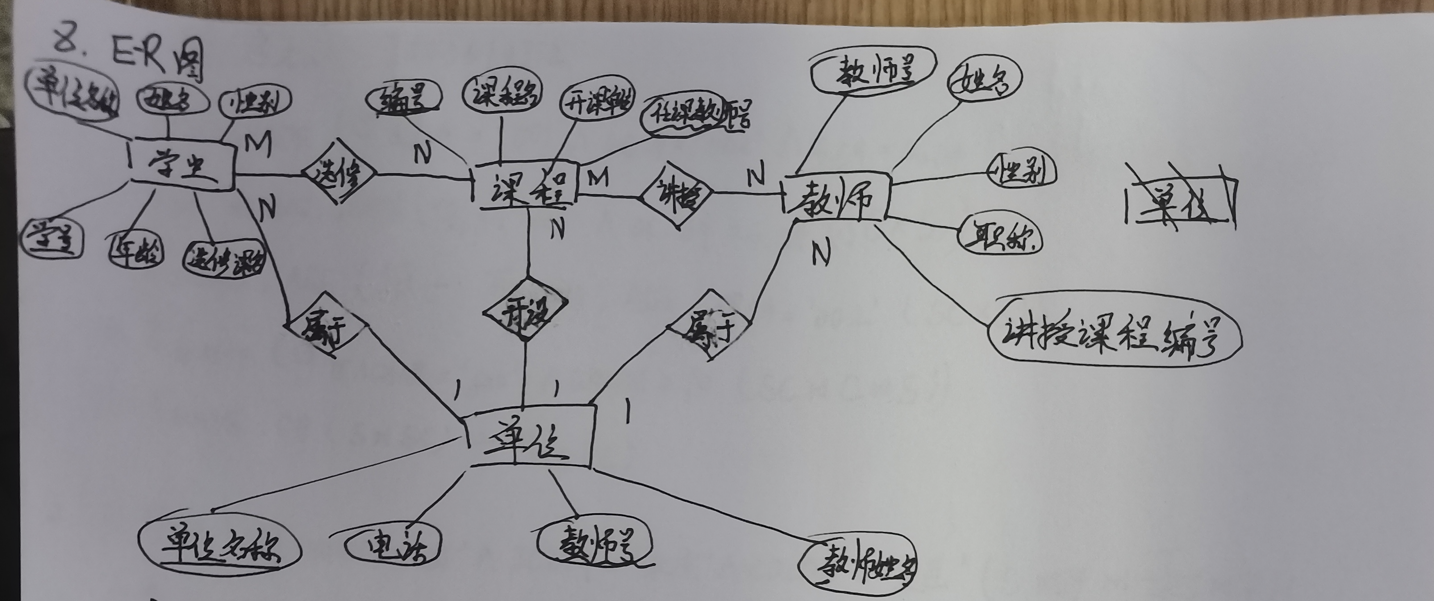 8. E-R图
单位名称 姓名 性别
编号 课程名 开课单位 任课教师号
教师号 姓名
学生 M 选修 N 课程 M 讲授 N 教师
性别
单位
学号 年龄 选修课名
N
N
N
职称
属于 开设 属于
讲授课程编号
1 1 1
单位
单位名称 电话 教师号 教师姓名